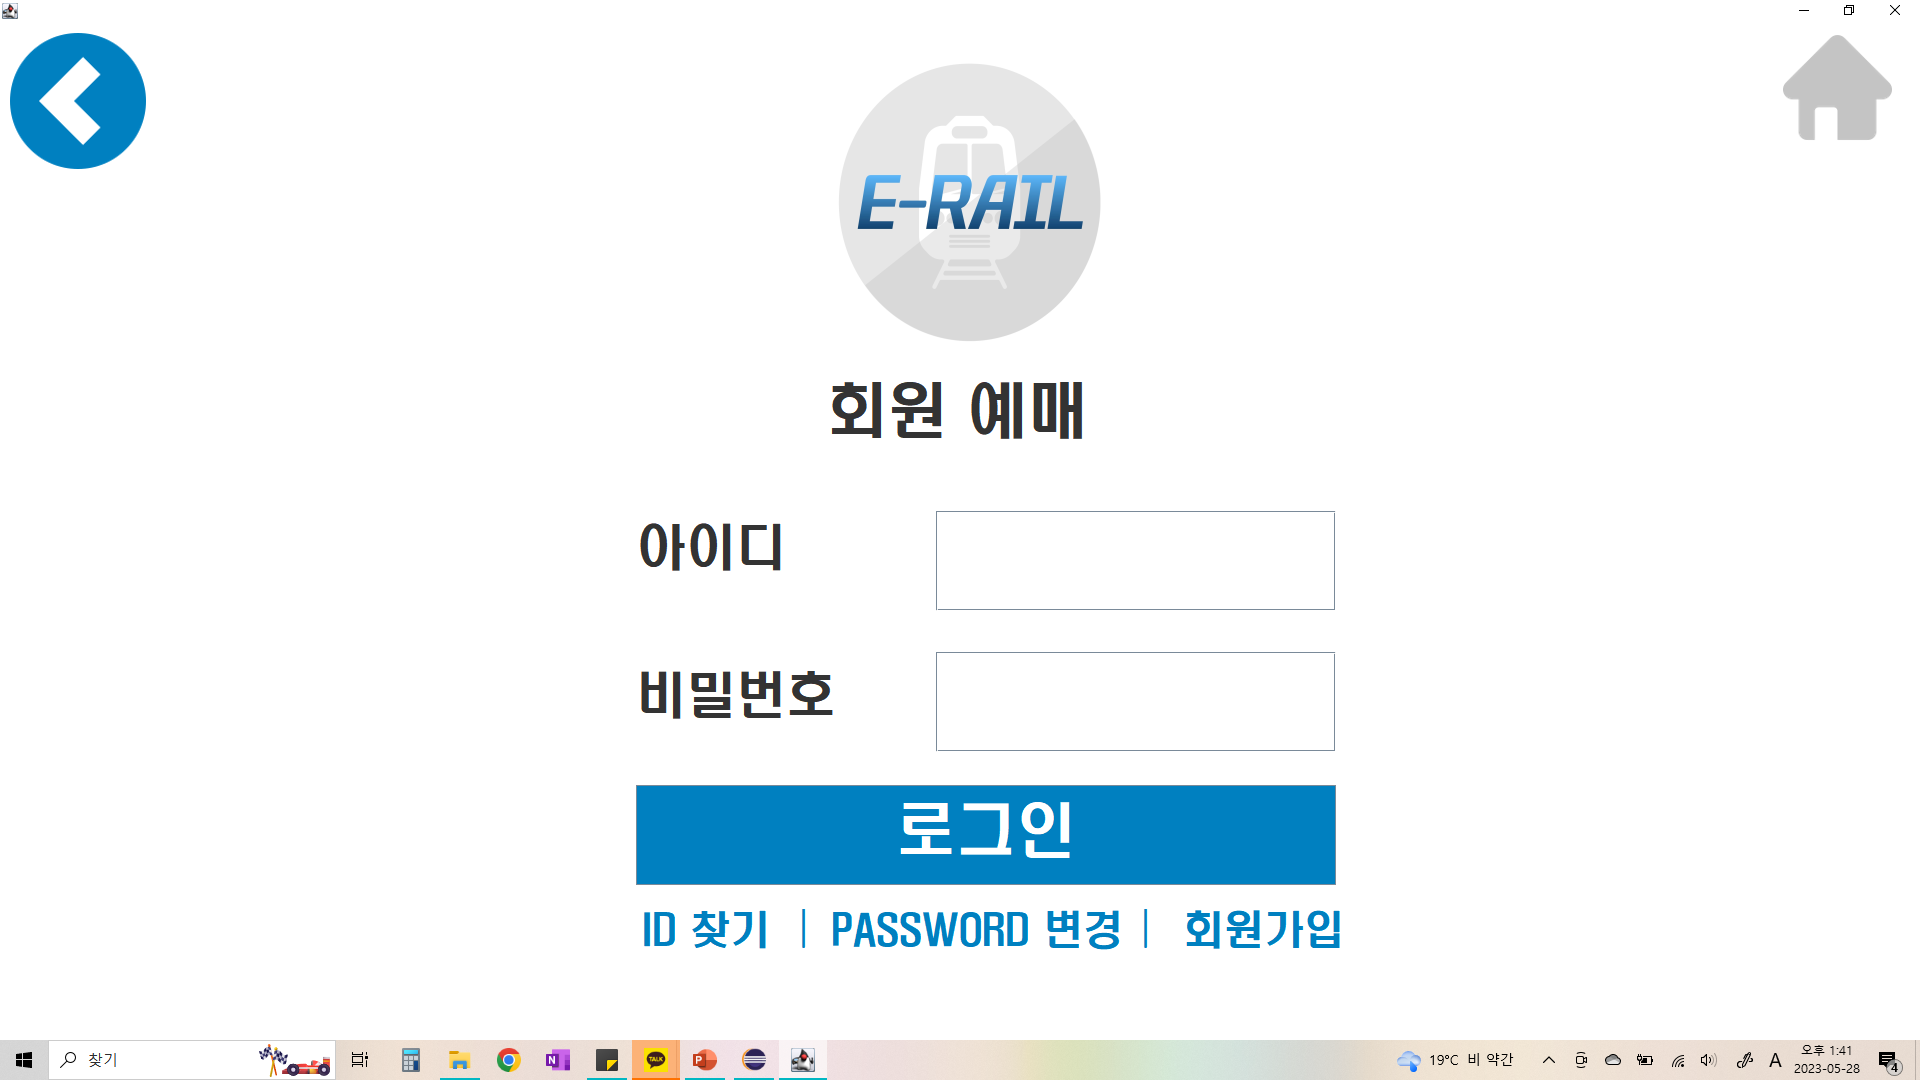 E-RAIL
회원 예매
아이디
비밀번호
로그인
ID 찾기 | PASSWORD 변경 | 회원가입
찾기
N
TALK
P
19°C 비 약간
A
오후 1:41
2023-05-28
4